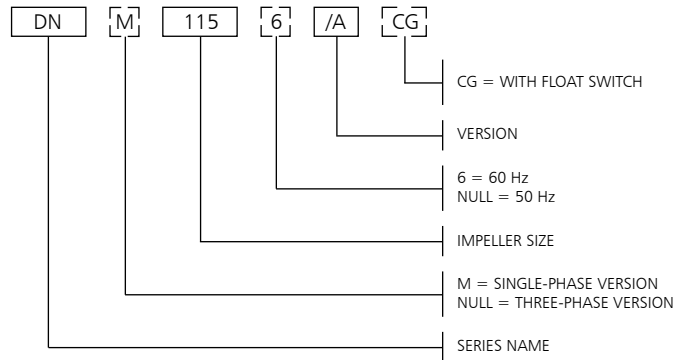 DN M 115 6 /A CG
CG = WITH FLOAT SWITCH
VERSION
6 = 60 Hz
NULL = 50 Hz
IMPELLER SIZE
M = SINGLE-PHASE VERSION
NULL = THREE-PHASE VERSION
SERIES NAME